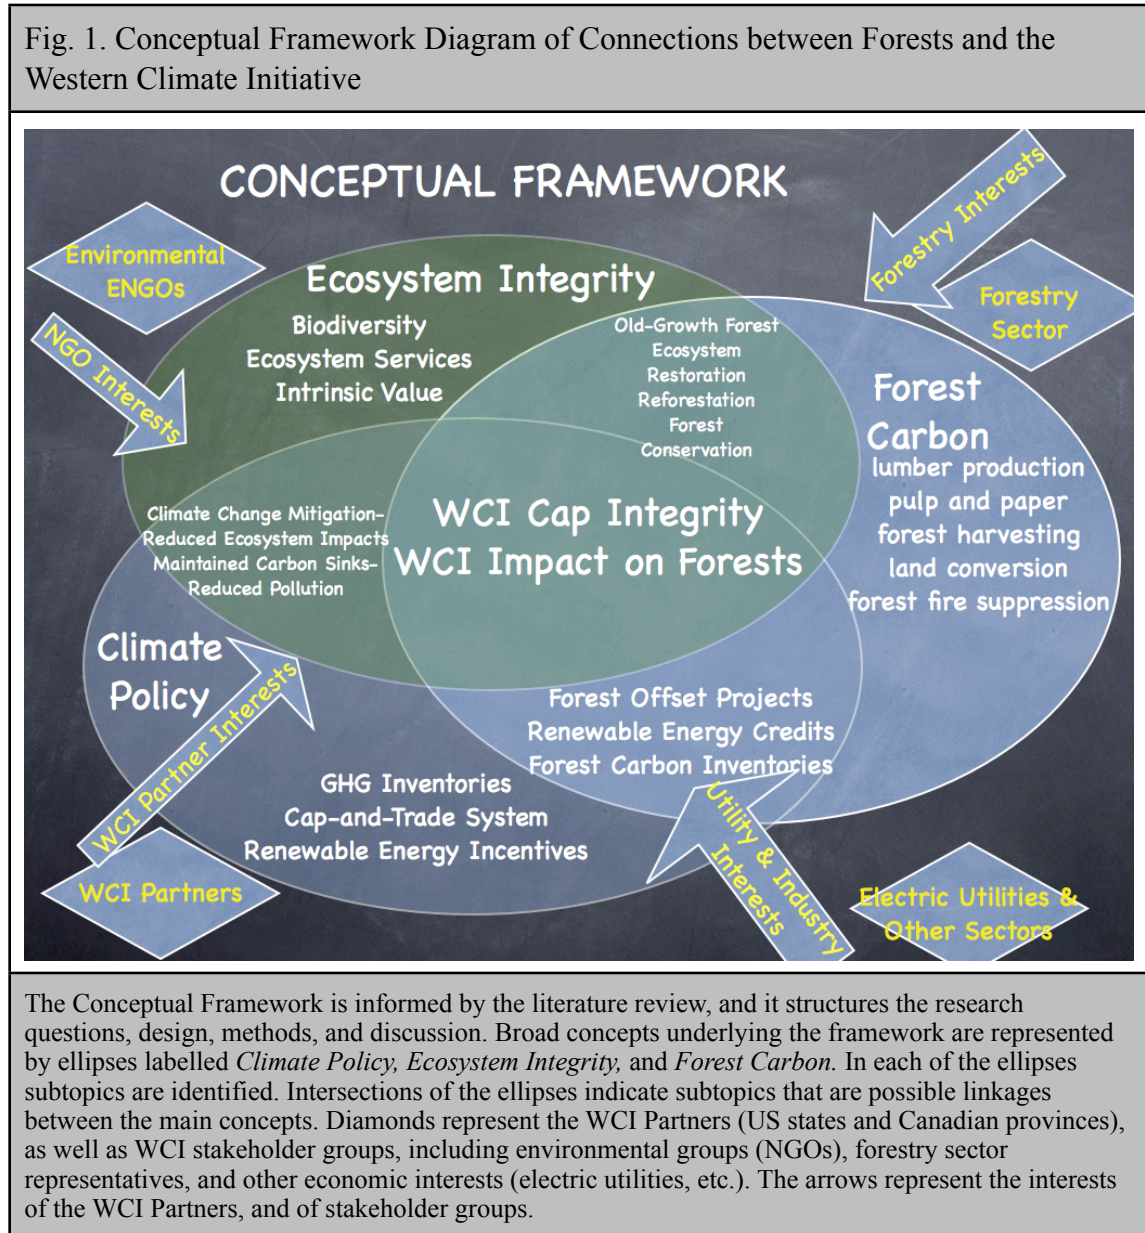 Fig. 1. Conceptual Framework Diagram of Connections between Forests and the
Western Climate Initiative
CONCEPTUAL FRAMEWORK
Environmental
ENGOs
NGO Interests
Forestry Interests
Forestry
Sector
Ecosystem Integrity
Biodiversity
Ecosystem Services
Intrinsic Value
Old-Growth Forest
Ecosystem
Restoration
Reforestation
Forest
Conservation
Forest
Carbon
lumber production
pulp and paper
forest harvesting
land conversion
forest fire suppression
Climate Change Mitigation-
Reduced Ecosystem Impacts
Maintained Carbon Sinks-
Reduced Pollution
WCI Cap Integrity
WCI Impact on Forests
Climate
Policy
WCI Partner Interests
Forest Offset Projects
Renewable Energy Credits
Forest Carbon Inventories
GHG Inventories
Cap-and-Trade System
Renewable Energy Incentives
Utility & Industry
Interests
WCI Partners
Electric Utilities &
Other Sectors
The Conceptual Framework is informed by the literature review, and it structures the research
questions, design, methods, and discussion. Broad concepts underlying the framework are represented
by ellipses labelled Climate Policy, Ecosystem Integrity, and Forest Carbon. In each of the ellipses
subtopics are identified. Intersections of the ellipses indicate subtopics that are possible linkages
between the main concepts. Diamonds represent the WCI Partners (US states and Canadian provinces),
as well as WCI stakeholder groups, including environmental groups (NGOs), forestry sector
representatives, and other economic interests (electric utilities, etc.). The arrows represent the interests
of the WCI Partners, and of stakeholder groups.